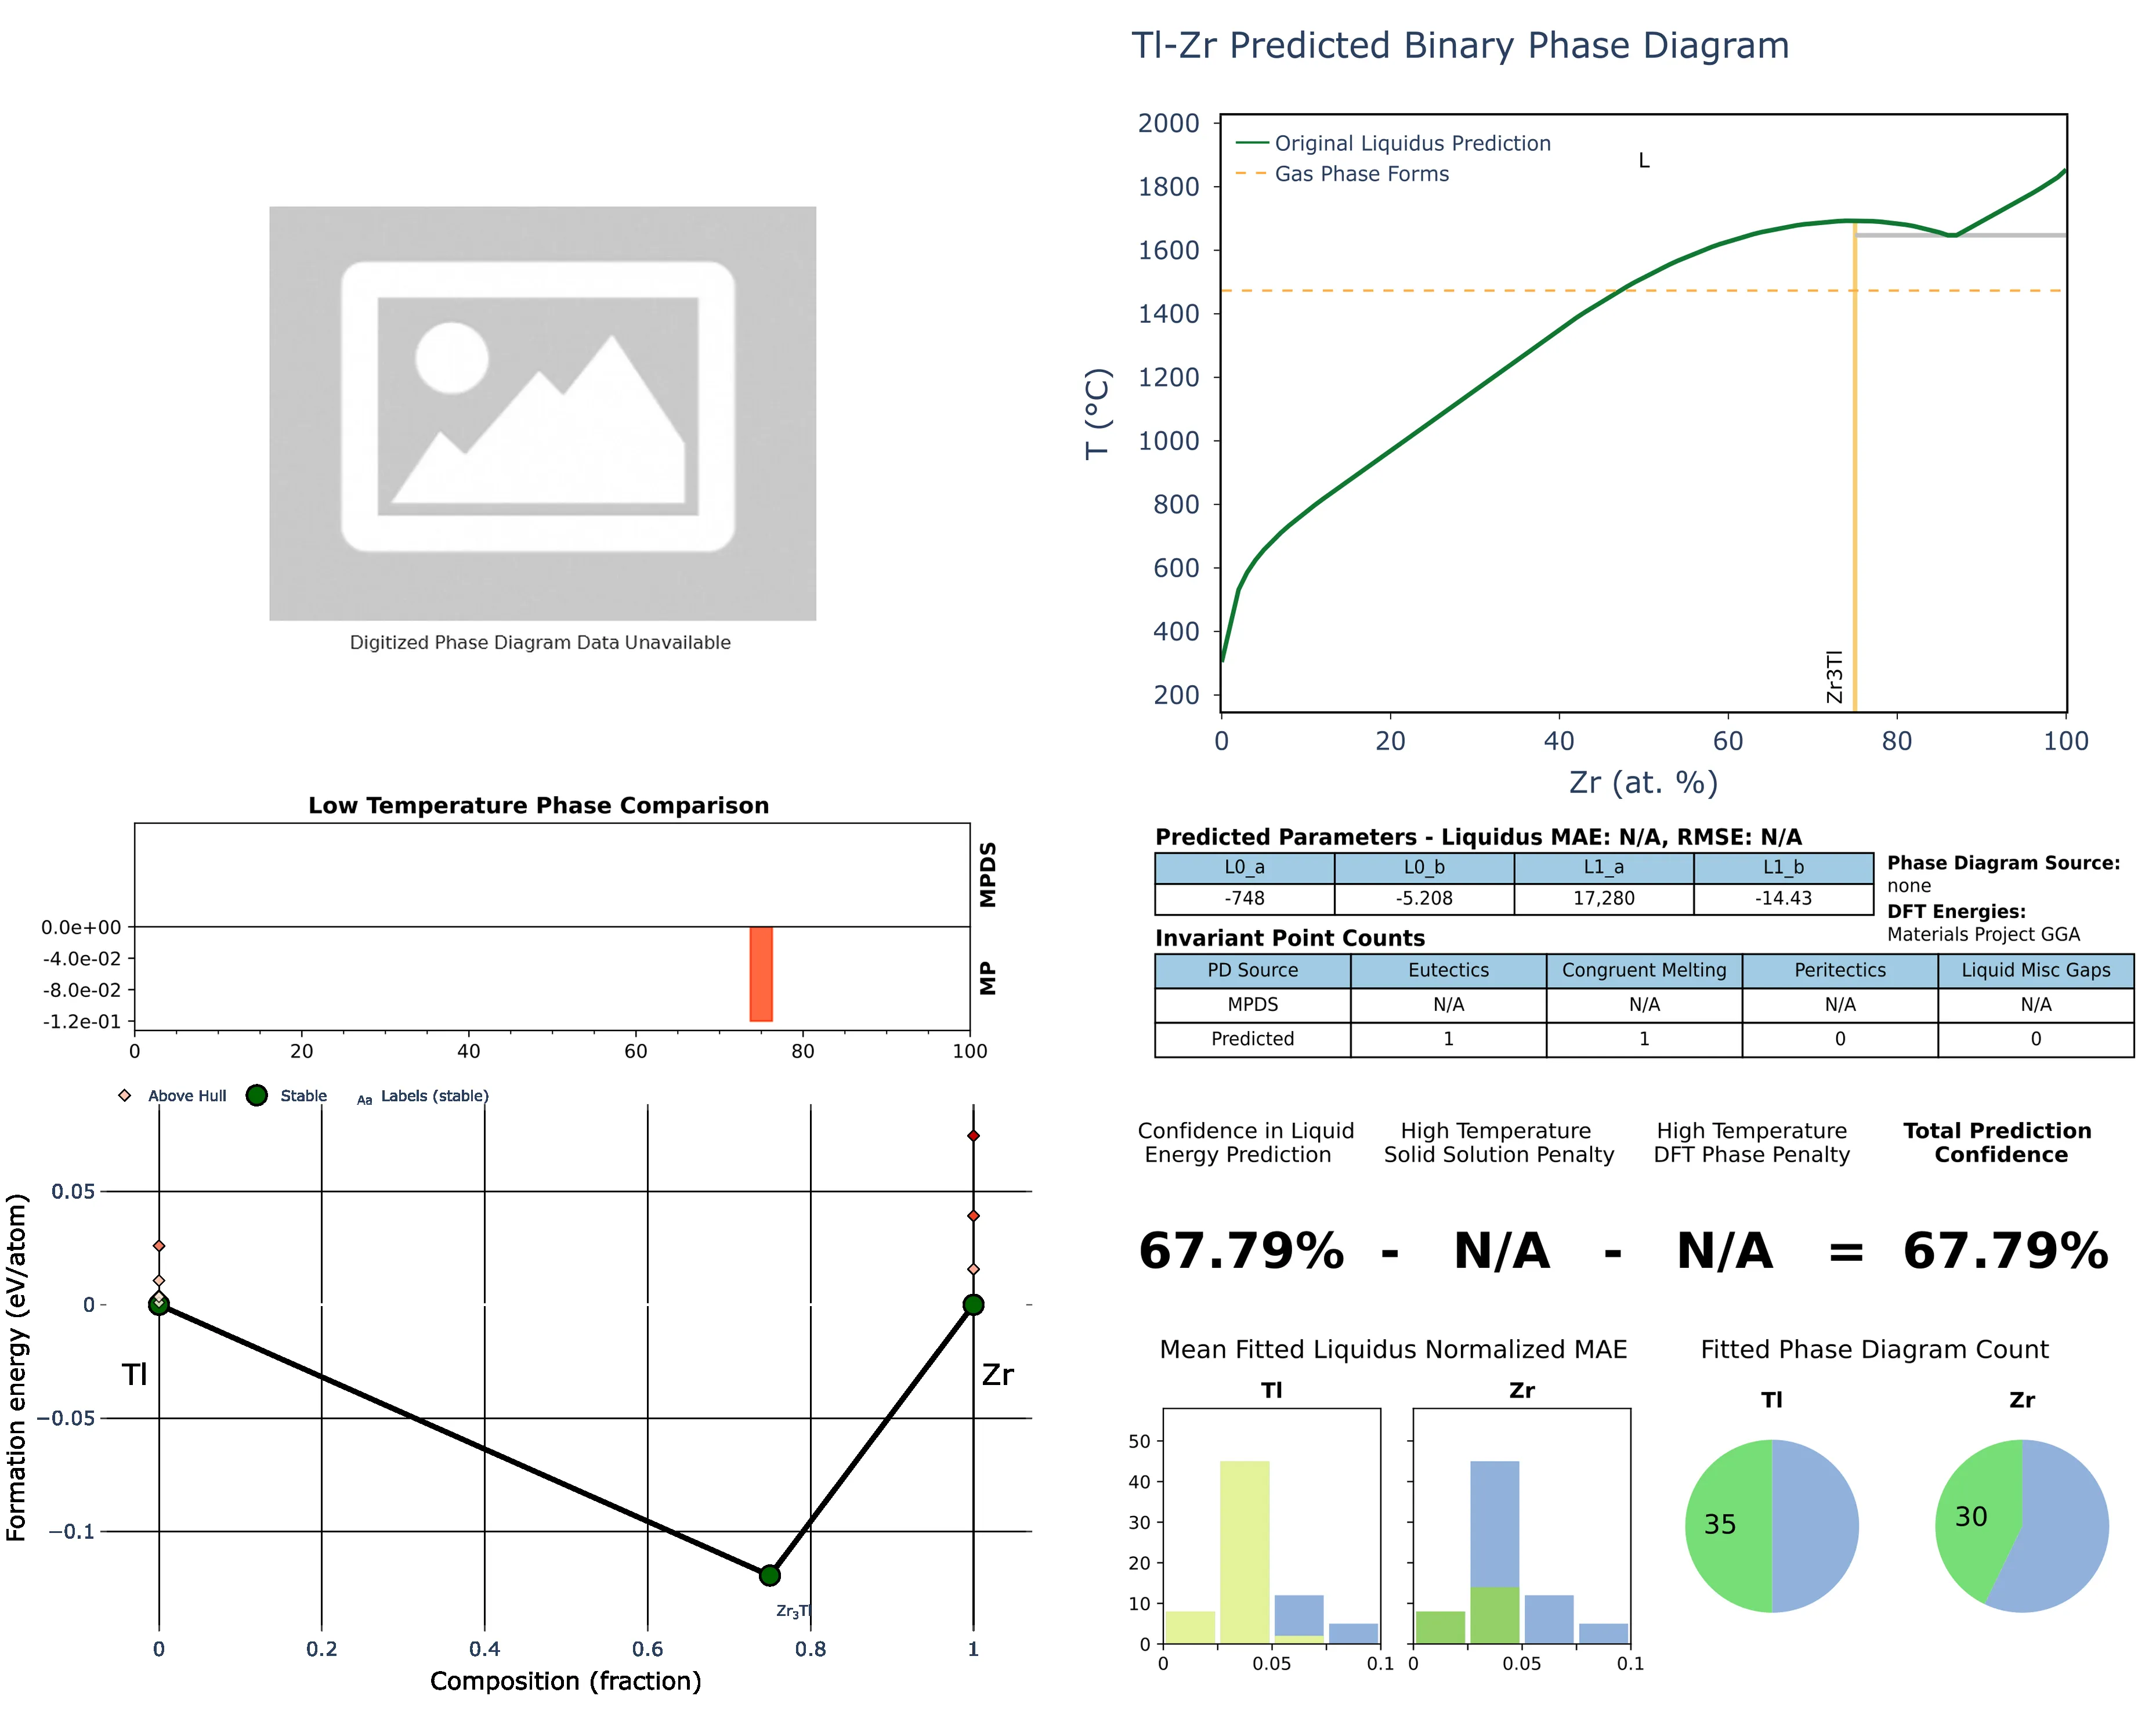 Tl-Zr Predicted Binary Phase Diagram
Digitized Phase Diagram Data Unavailable
2000
1800
1600
1400
1200
1000
800
600
400
200
T (°C)
Original Liquidus Prediction
Gas Phase Forms
L
Zr3Tl
0 20 40 60 80 100
Zr (at. %)
Low Temperature Phase Comparison
MPDS
MP
0.0e+00
-4.0e-02
-8.0e-02
-1.2e-01
0 20 40 60 80 100
Predicted Parameters - Liquidus MAE: N/A, RMSE: N/A
L0_a L0_b L1_a L1_b
-748 -5.208 17,280 -14.43
Phase Diagram Source:
none
DFT Energies:
Materials Project GGA
Invariant Point Counts
PD Source Eutectics Congruent Melting Peritectics Liquid Misc Gaps
MPDS N/A N/A N/A N/A
Predicted 1 1 0 0
Above Hull Stable Aa Labels (stable)
Formation energy (eV/atom)
0.05
0
−0.05
−0.1
Tl
Zr
Zr3Tl
0 0.2 0.4 0.6 0.8 1
Composition (fraction)
Confidence in Liquid
Energy Prediction
High Temperature
Solid Solution Penalty
High Temperature
DFT Phase Penalty
Total Prediction
Confidence
67.79% - N/A - N/A = 67.79%
Mean Fitted Liquidus Normalized MAE
Tl Zr
50
40
30
20
10
0
0 0.05 0.1 0 0.05 0.1
Fitted Phase Diagram Count
Tl Zr
35 30